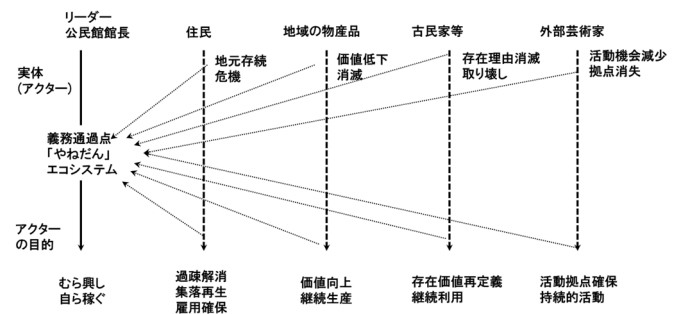 リーダー
公民館館長
住民
地域の物産品
古民家等
外部芸術家
実体
(アクター)
地元存続
危機
価値低下
消滅
存在理由消滅
取り壊し
活動機会減少
拠点消失
義務通過点
「やねだん」
エコシステム
アクター
の目的
むら興し
自ら稼ぐ
過疎解消
集落再生
雇用確保
価値向上
継続生産
存在価値再定義
継続利用
活動拠点確保
持続的活動